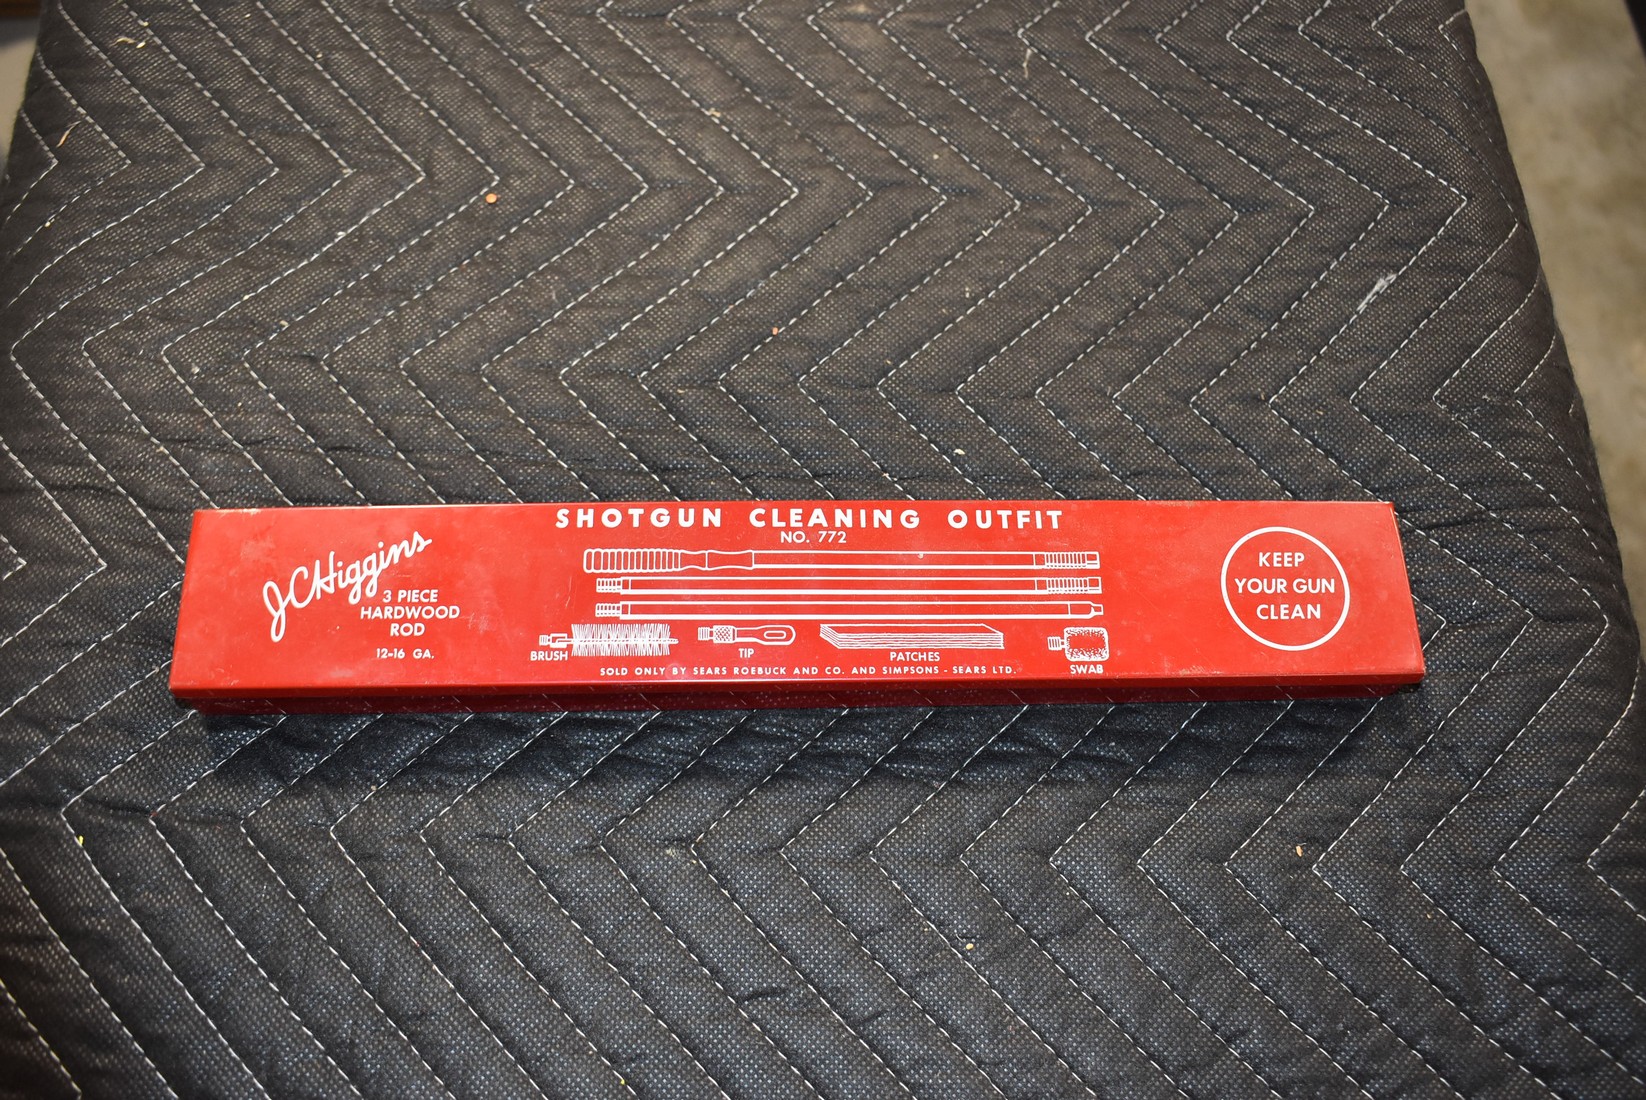 SHOTGUN CLEANING OUTFIT
NO. 772
JCHiggins
3 PIECE
HARDWOOD
ROD
12-16 GA.
BRUSH
TIP
PATCHES
SWAB
SOLD ONLY BY SEARS ROEBUCK AND CO. AND SIMPSONS - SEARS LTD.
KEEP
YOUR GUN
CLEAN